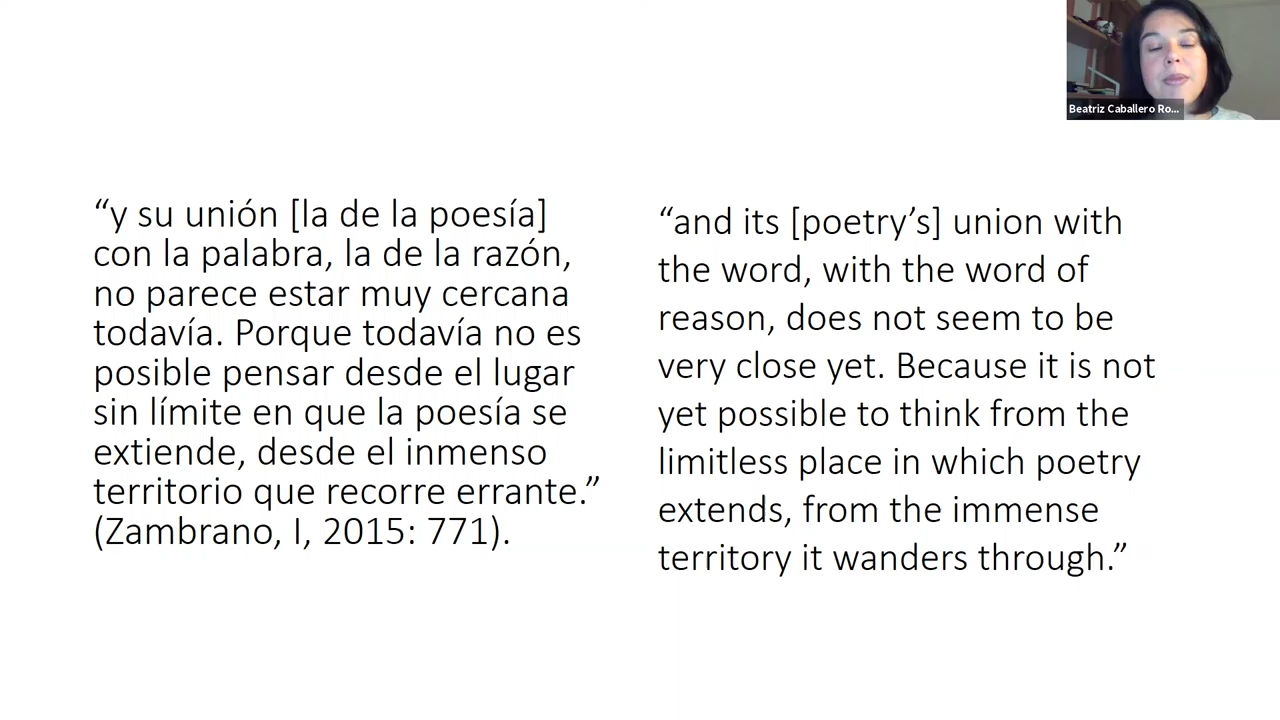 Beatriz Caballero Ro...
“y su unión [la de la poesía]
con la palabra, la de la razón,
no parece estar muy cercana
todavía. Porque todavía no es
posible pensar desde el lugar
sin límite en que la poesía se
extiende, desde el inmenso
territorio que recorre errante.”
(Zambrano, I, 2015: 771).
“and its [poetry’s] union with
the word, with the word of
reason, does not seem to be
very close yet. Because it is not
yet possible to think from the
limitless place in which poetry
extends, from the immense
territory it wanders through.”